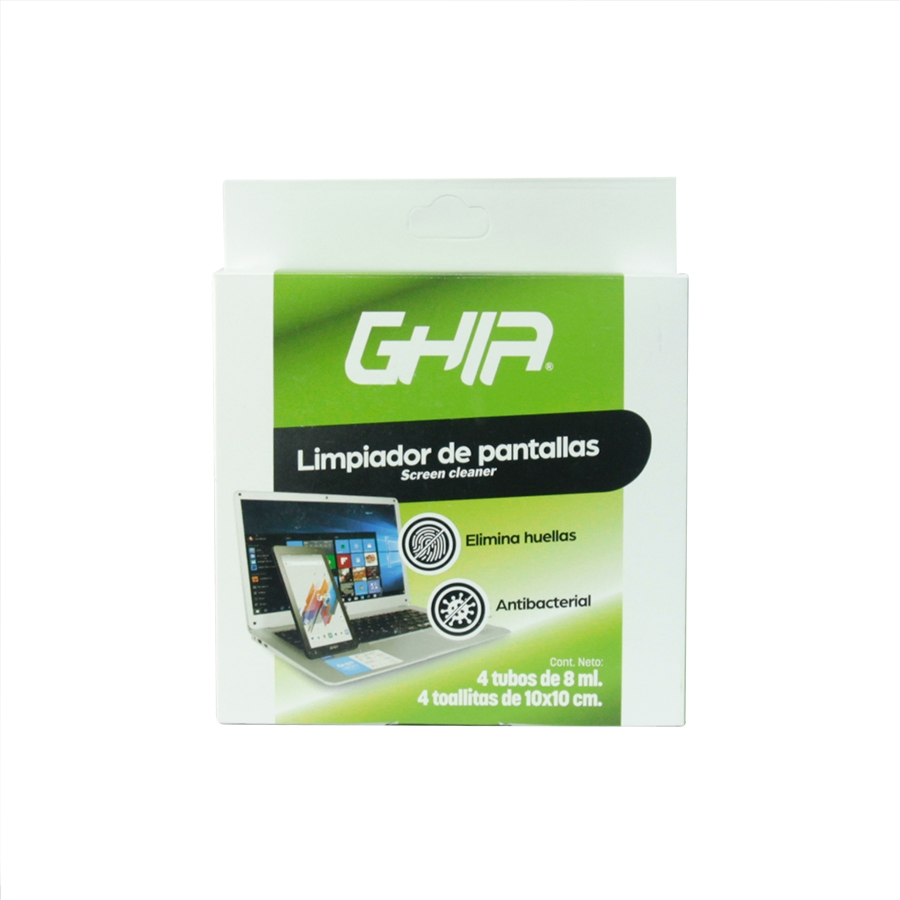 GHIA®
Limpiador de pantallas
Screen cleaner
Elimina huellas
Antibacterial
Cont. Neto:
4 tubos de 8 ml.
4 toallitas de 10x10 cm.